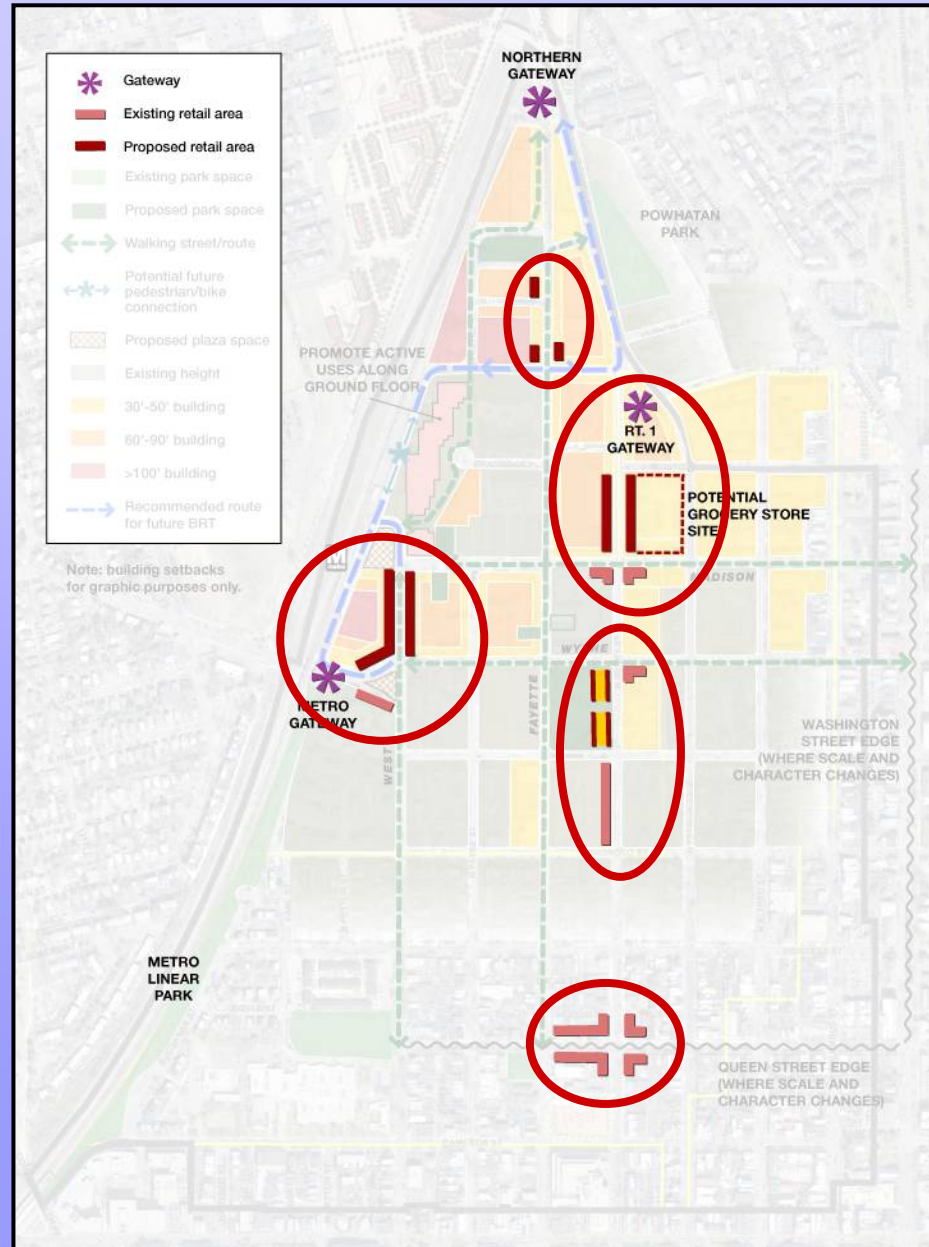 NORTHERN
GATEWAY
Gateway
Existing retail area
Proposed retail area
Existing park space
Proposed park space
Walking street/route
Potential future
pedestrian/bike
connection
Proposed plaza space
Existing height
30'-50' building
60'-90' building
>100' building
Recommended route
for future BRT
Note: building setbacks
for graphic purposes only.
POWHATAN
PARK
PROMOTE ACTIVE
USES ALONG
GROUND FLOOR
RT. 1
GATEWAY
POTENTIAL
GROCERY STORE
SITE
MADISON
WYTHE
METRO
GATEWAY
WEST
FAYETTE
WASHINGTON
STREET EDGE
(WHERE SCALE AND
CHARACTER CHANGES)
METRO
LINEAR
PARK
QUEEN STREET EDGE
(WHERE SCALE AND
CHARACTER CHANGES)